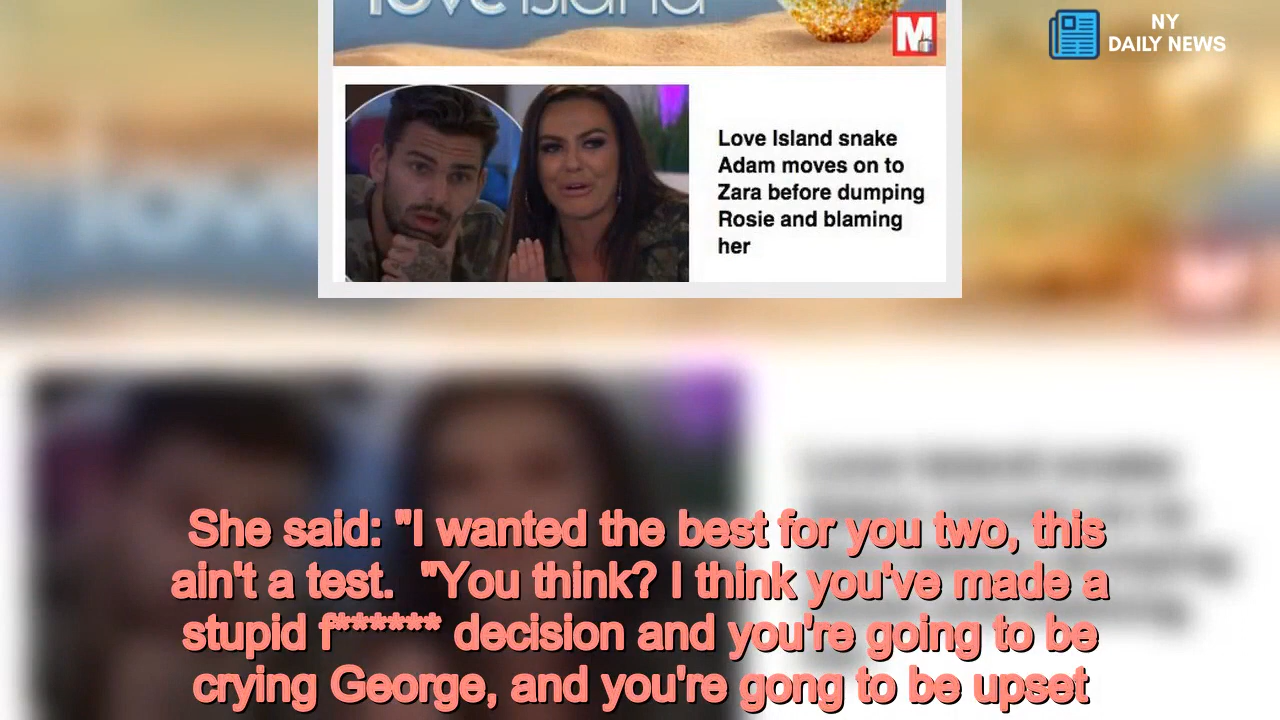 love island
NY
DAILY NEWS
M
Love Island snake
Adam moves on to
Zara before dumping
Rosie and blaming
her
She said: "I wanted the best for you two, this
ain't a test.  "You think? I think you've made a
stupid f****** decision and you're going to be
crying George, and you're gong to be upset